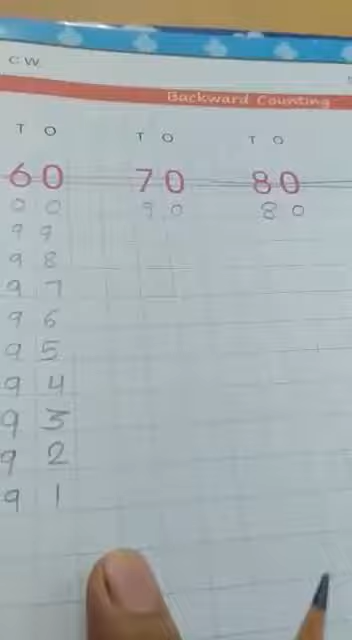 C.W.
Backward Counting
T O T O T O
60 70 80
0 0 9 0 8 0
9 9
9 8
9 7
9 6
9 5
9 4
9 3
9 2
9 1